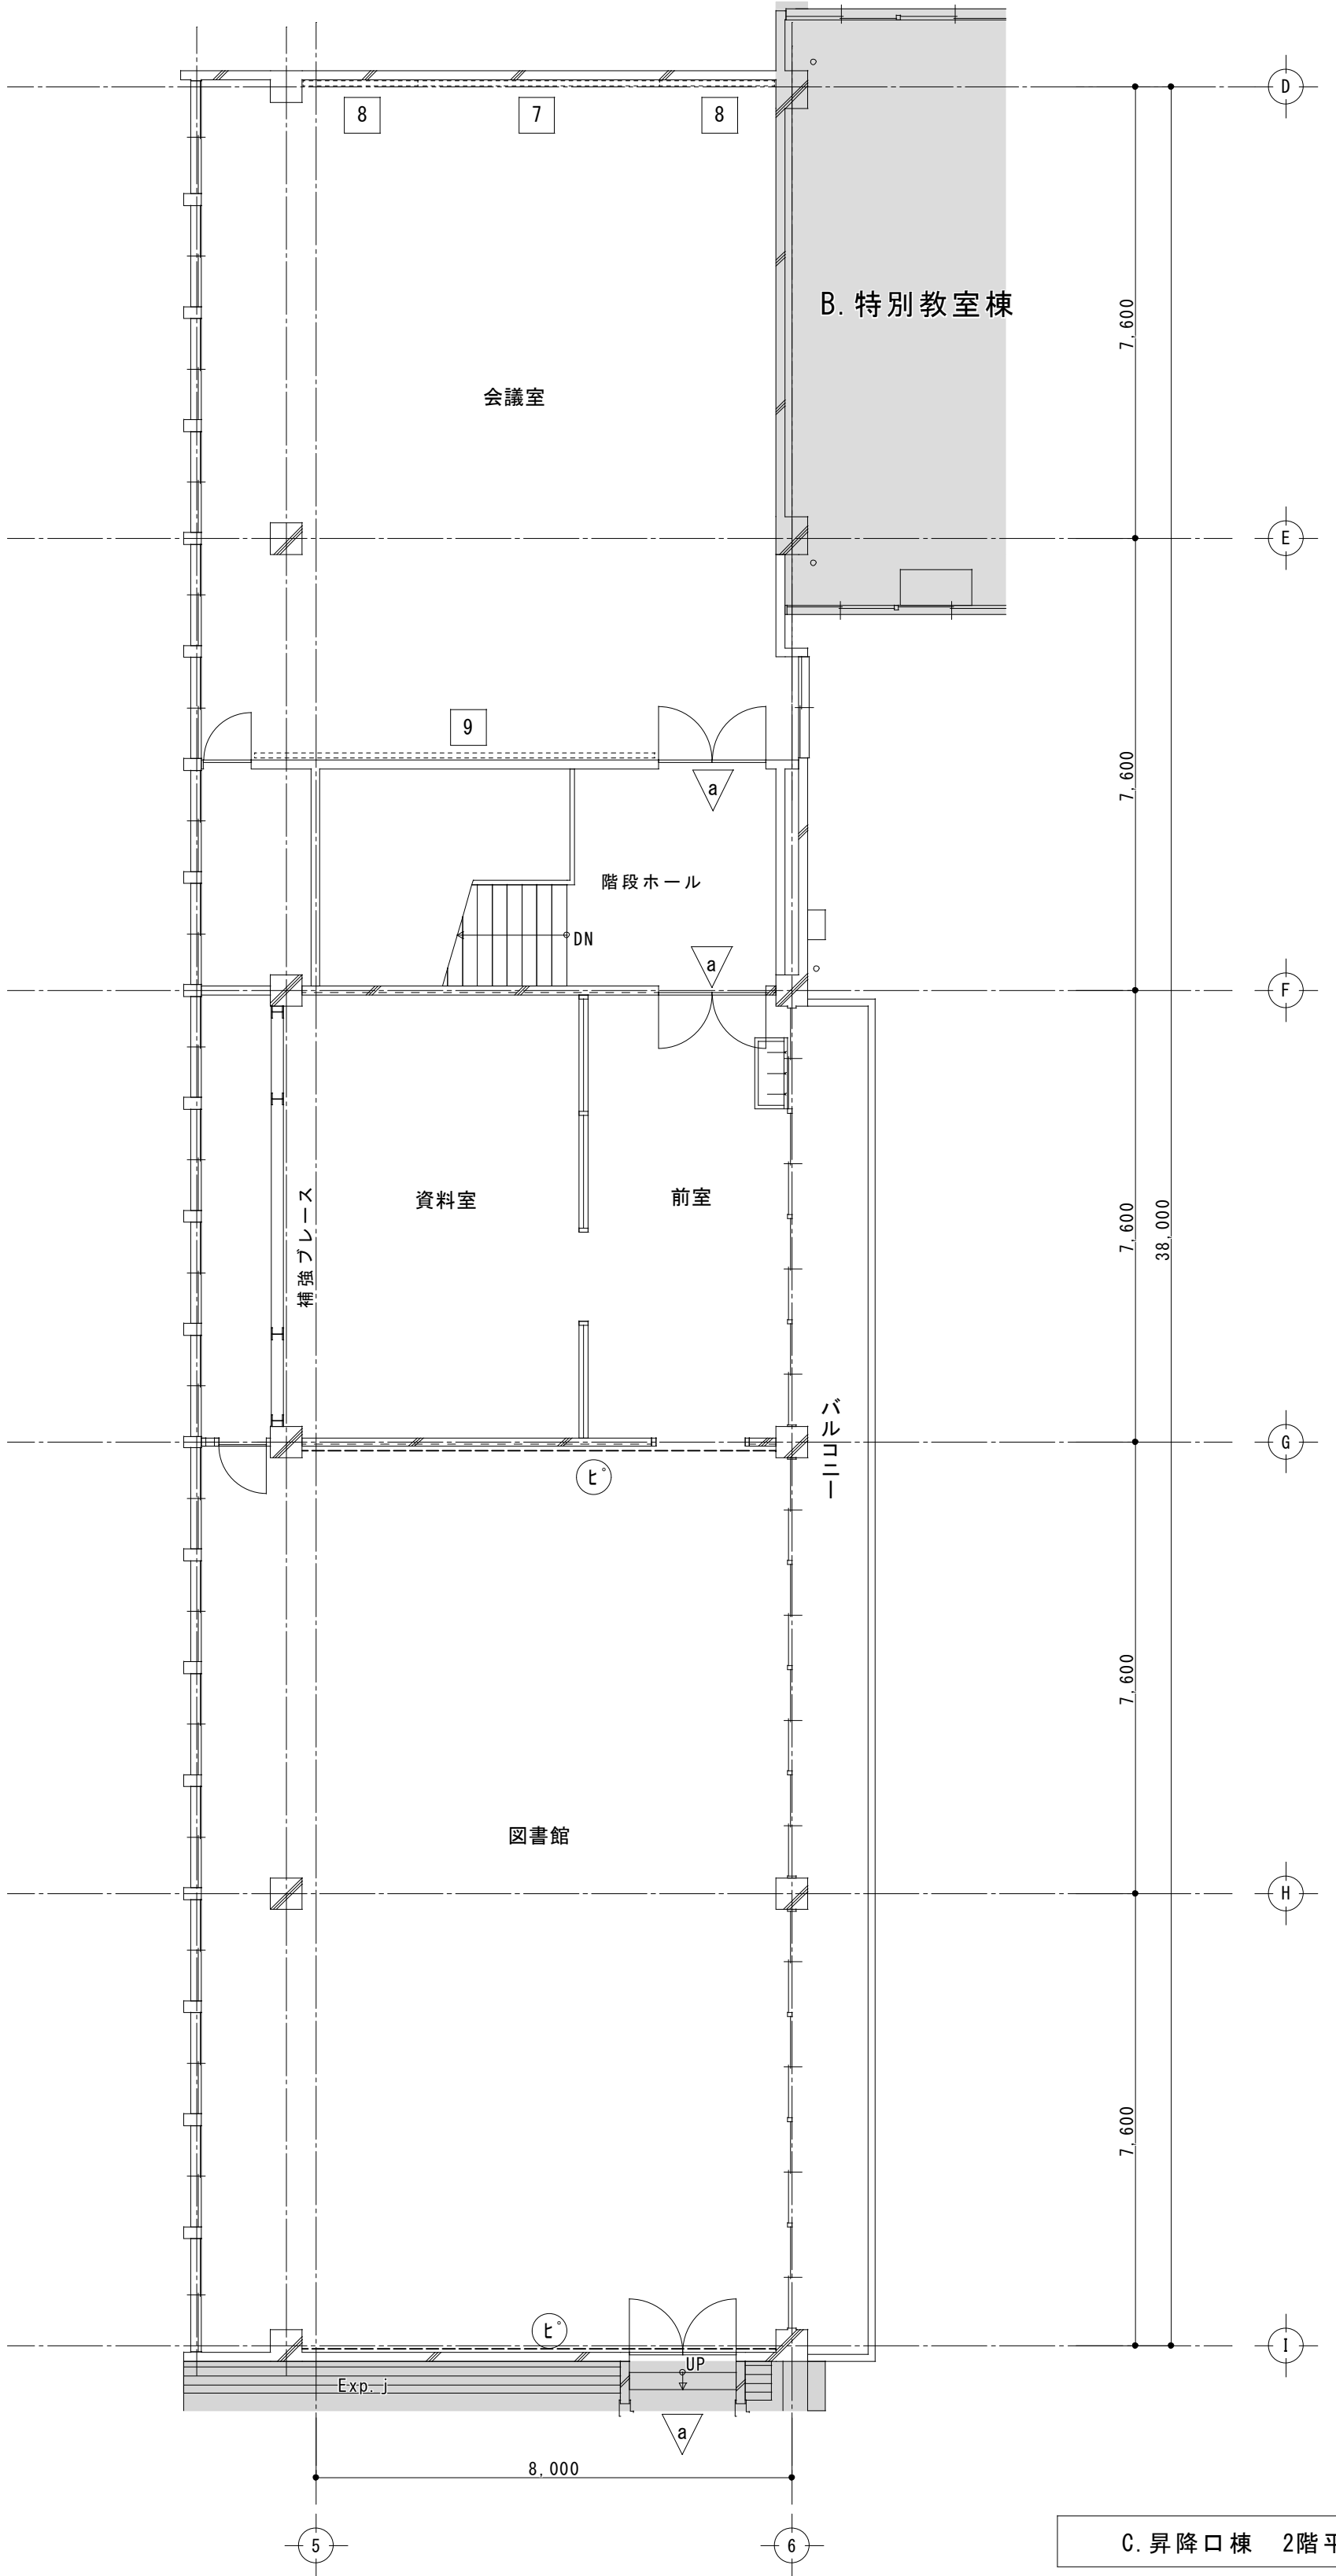 D
8
7
8
B. 特別教室棟
7,600
会議室
E
9
7,600
a
階段ホール
DN
a
F
補強ブレース
資料室
前室
7,600
38,000
バルコニー
G
ピ
7,600
図書館
H
7,600
ピ
I
UP
Exp. j
a
8,000
5
6
C. 昇降口棟 2階平